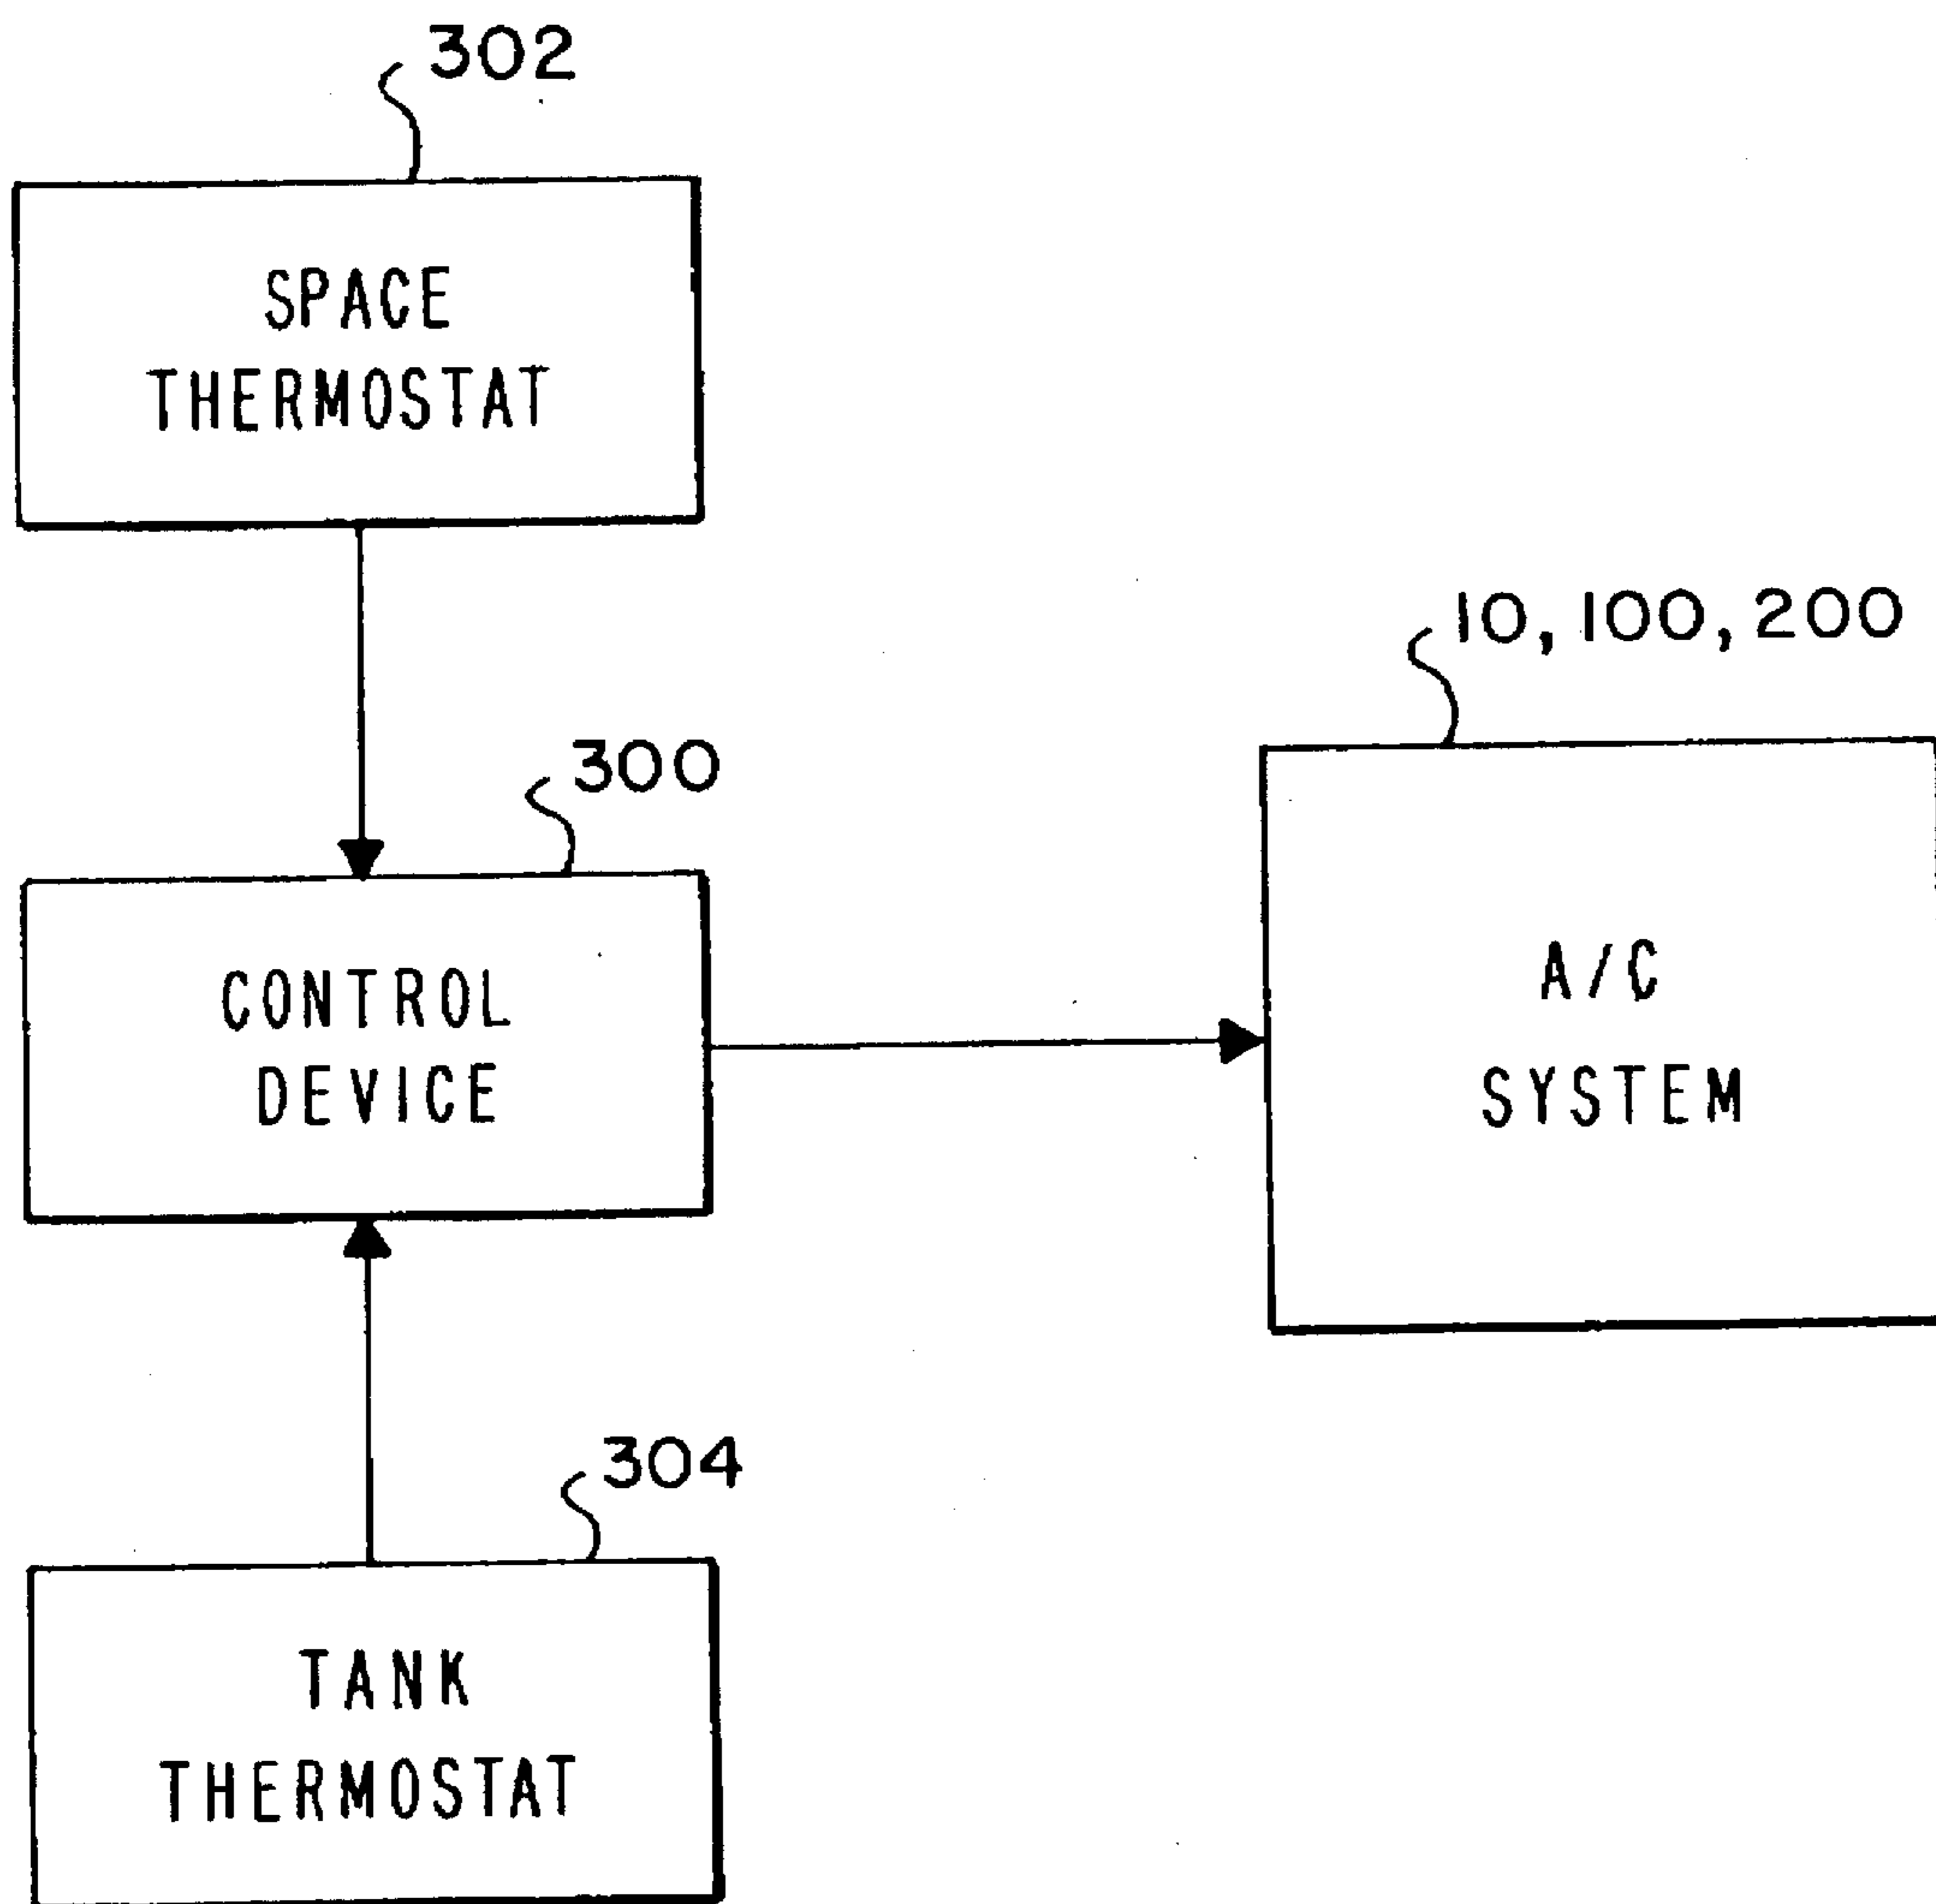 302
SPACE
THERMOSTAT
10, 100, 200
300
CONTROL
DEVICE
A/C
SYSTEM
304
TANK
THERMOSTAT